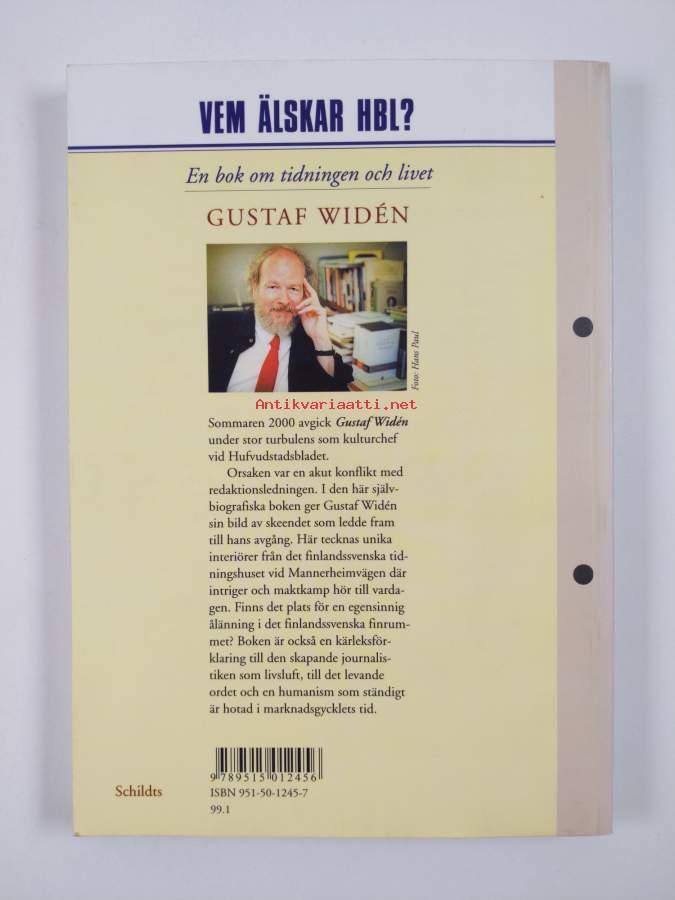 VEM ÄLSKAR HBL?
En bok om tidningen och livet
GUSTAF WIDÉN
Foto: Hans Paul
Antikvariaatti.net
Sommaren 2000 avgick Gustaf Widén
under stor turbulens som kulturchef
vid Hufvudstadsbladet.
Orsaken var en akut konflikt med
redaktionsledningen. I den här själv-
biografiska boken ger Gustaf Widén
sin bild av skeendet som ledde fram
till hans avgång. Här tecknas unika
interiörer från det finlandssvenska tid-
ningshuset vid Mannerheimvägen där
intriger och maktkamp hör till varda-
gen. Finns det plats för en egensinnig
ålänning i det finlandssvenska finrum-
met? Boken är också en kärleksför-
klaring till den skapande journalis-
tiken som livsluft, till det levande
ordet och en humanism som ständigt
är hotad i marknadsgycklets tid.
9 789515 012456
Schildts
ISBN 951-50-1245-7
99.1